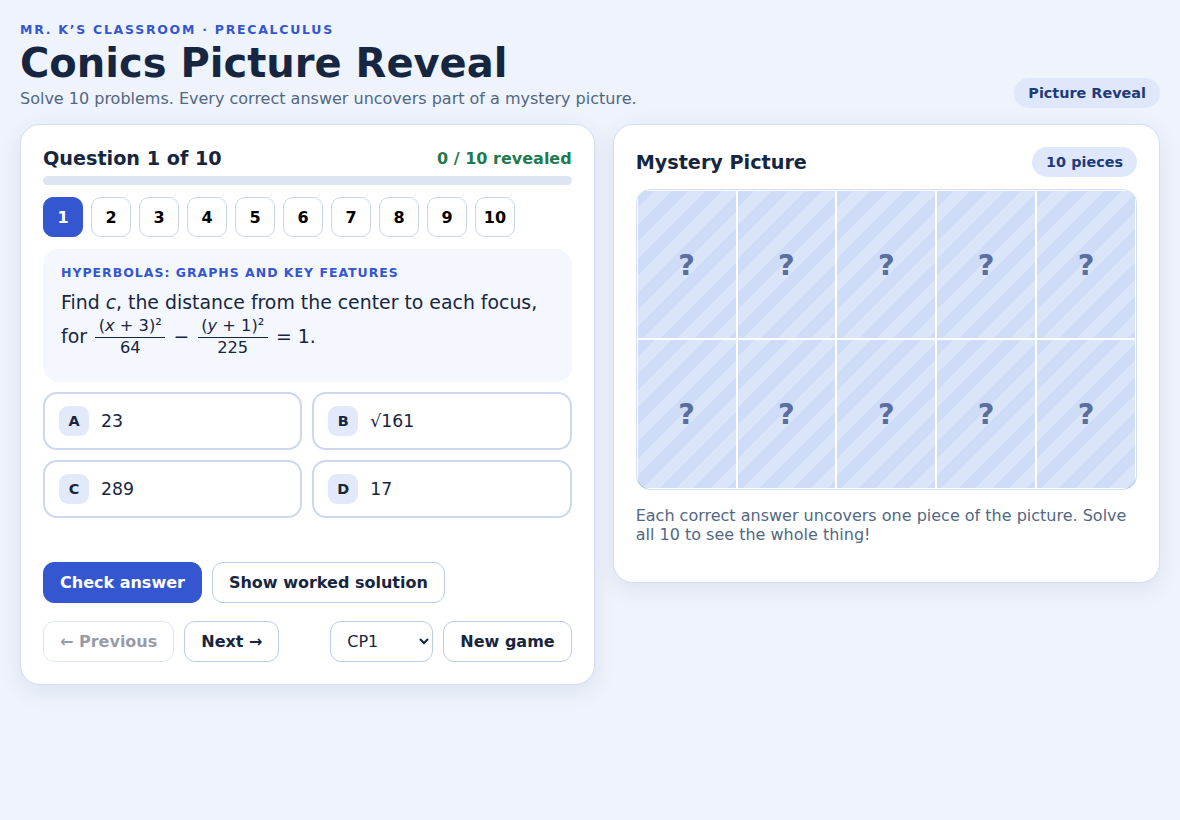 MR. K’S CLASSROOM · PRECALCULUS
Conics Picture Reveal
Solve 10 problems. Every correct answer uncovers part of a mystery picture.
Picture Reveal
Question 1 of 10
0 / 10 revealed
1 2 3 4 5 6 7 8 9 10
HYPERBOLAS: GRAPHS AND KEY FEATURES
Find c, the distance from the center to each focus,
for (x + 3)²/64 − (y + 1)²/225 = 1.
A 23
B √161
C 289
D 17
Check answer
Show worked solution
← Previous
Next →
CP1
New game
Mystery Picture
10 pieces
? ? ? ? ?
? ? ? ? ?
Each correct answer uncovers one piece of the picture. Solve
all 10 to see the whole thing!